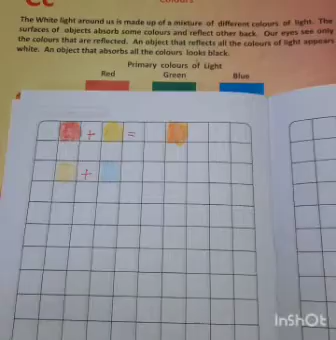 Colours
The White light around us is made up of a mixture of different colours of light. The
surfaces of objects absorb some colours and reflect other back. Our eyes see only
the colours that are reflected. An object that reflects all the colours of light appears
white. An object that absorbs all the colours looks black.
Primary colours of Light
Red Green Blue
+ =
+
InShOt